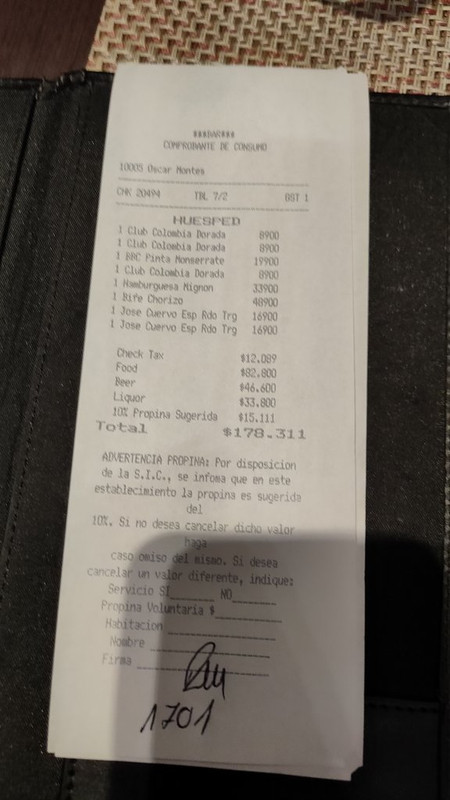 COMPROBANTE DE CONSUMO
10003 Oscar Montes
CHK 20494 TBL 7/2 GST 1
HUESPED
1 Club Colombia Dorada 8900
1 Club Colombia Dorada 8900
1 BBC Pinta Monserrate 19900
1 Club Colombia Dorada 8900
1 Hamburguesa Mignon 33900
1 Bife Chorizo 48900
1 Jose Cuervo Esp Rdo Trg 16900
1 Jose Cuervo Esp Rdo Trg 16900
Check Tax $12.089
Food $82.800
Beer $46.600
Liquor $33.800
10% Propina Sugerida $15.111
Total $178.311
ADVERTENCIA PROPINA: Por disposicion
de la S.I.C., se infoma que en este
establecimiento la propina es sugerida
del
10%. Si no desea cancelar dicho valor
haga
caso omiso del mismo. Si desea
cancelar un valor diferente, indique:
Servicio SI______ NO______
Propina Voluntaria $__________
Habitacion
Nombre
Firma
1701